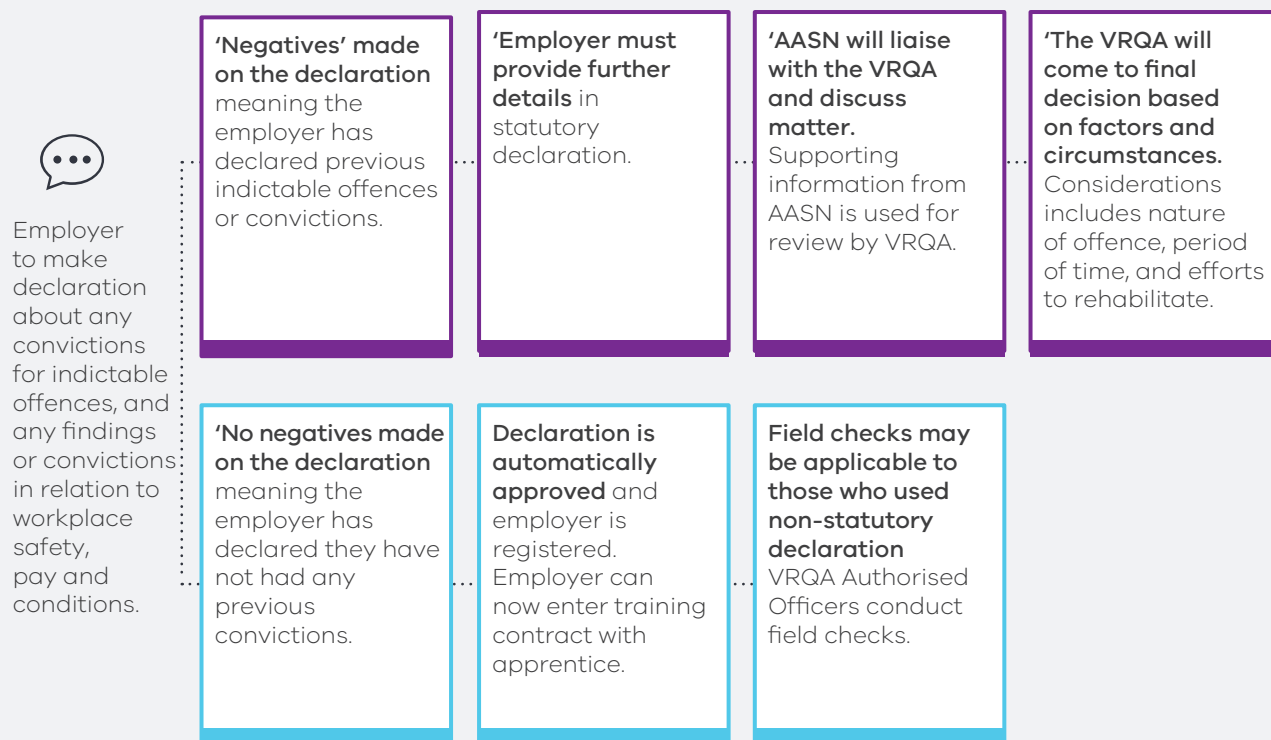 Employer
to make
declaration
about any
convictions
for indictable
offences, and
any findings
or convictions
in relation to
workplace
safety,
pay and
conditions.
‘Negatives’ made
on the declaration
meaning the
employer has
declared previous
indictable offences
or convictions.
‘Employer must
provide further
details in
statutory
declaration.
‘AASN will liaise
with the VRQA
and discuss
matter.
Supporting
information from
AASN is used for
review by VRQA.
‘The VRQA will
come to final
decision based
on factors and
circumstances.
Considerations
includes nature
of offence, period
of time, and efforts
to rehabilitate.
‘No negatives made
on the declaration
meaning the
employer has
declared they have
not had any
previous
convictions.
Declaration is
automatically
approved and
employer is
registered.
Employer can
now enter training
contract with
apprentice.
Field checks may
be applicable to
those who used
non-statutory
declaration
VRQA Authorised
Officers conduct
field checks.